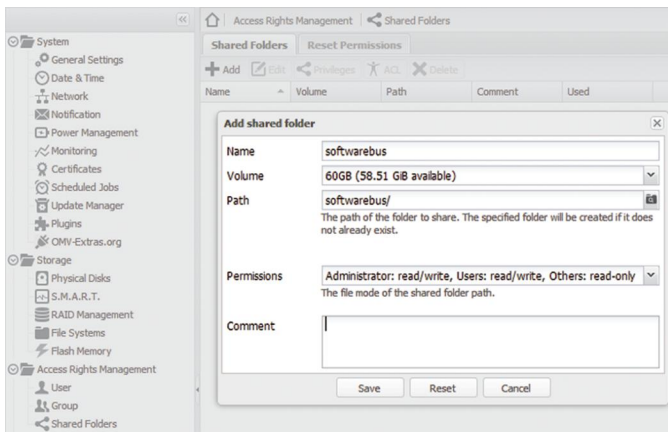 Access Rights Management Shared Folders
System
General Settings
Date & Time
Network
Notification
Power Management
Monitoring
Certificates
Scheduled Jobs
Update Manager
Plugins
OMV-Extras.org
Storage
Physical Disks
S.M.A.R.T.
RAID Management
File Systems
Flash Memory
Access Rights Management
User
Group
Shared Folders
Shared Folders Reset Permissions
Add Edit Privileges ACL Delete
Name Volume Path Comment Used
Add shared folder
Name softwarebus
Volume 60GB (58.51 GiB available)
Path softwarebus/
The path of the folder to share. The specified folder will be created if it does
not already exist.
Permissions Administrator: read/write, Users: read/write, Others: read-only
The file mode of the shared folder path.
Comment
Save Reset Cancel